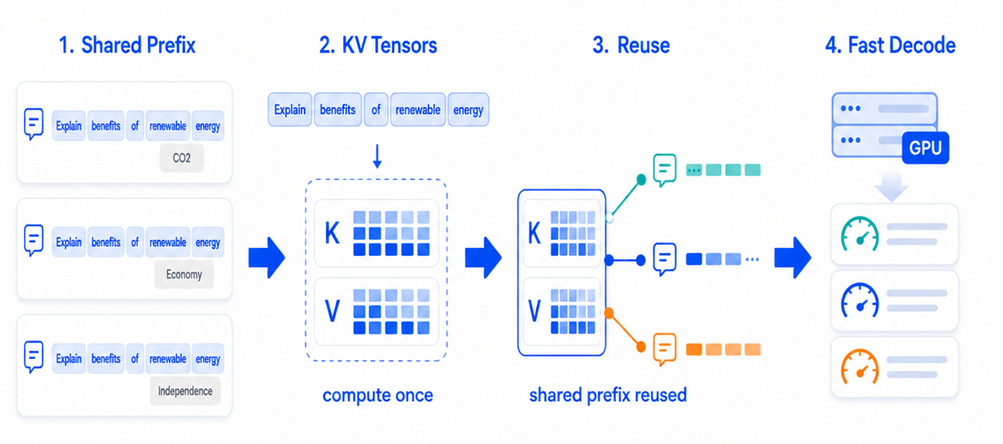 1. Shared Prefix
Explain benefits of renewable energy
CO2
Explain benefits of renewable energy
Economy
Explain benefits of renewable energy
Independence
2. KV Tensors
Explain benefits of renewable energy
K
V
compute once
3. Reuse
K
V
shared prefix reused
4. Fast Decode
GPU